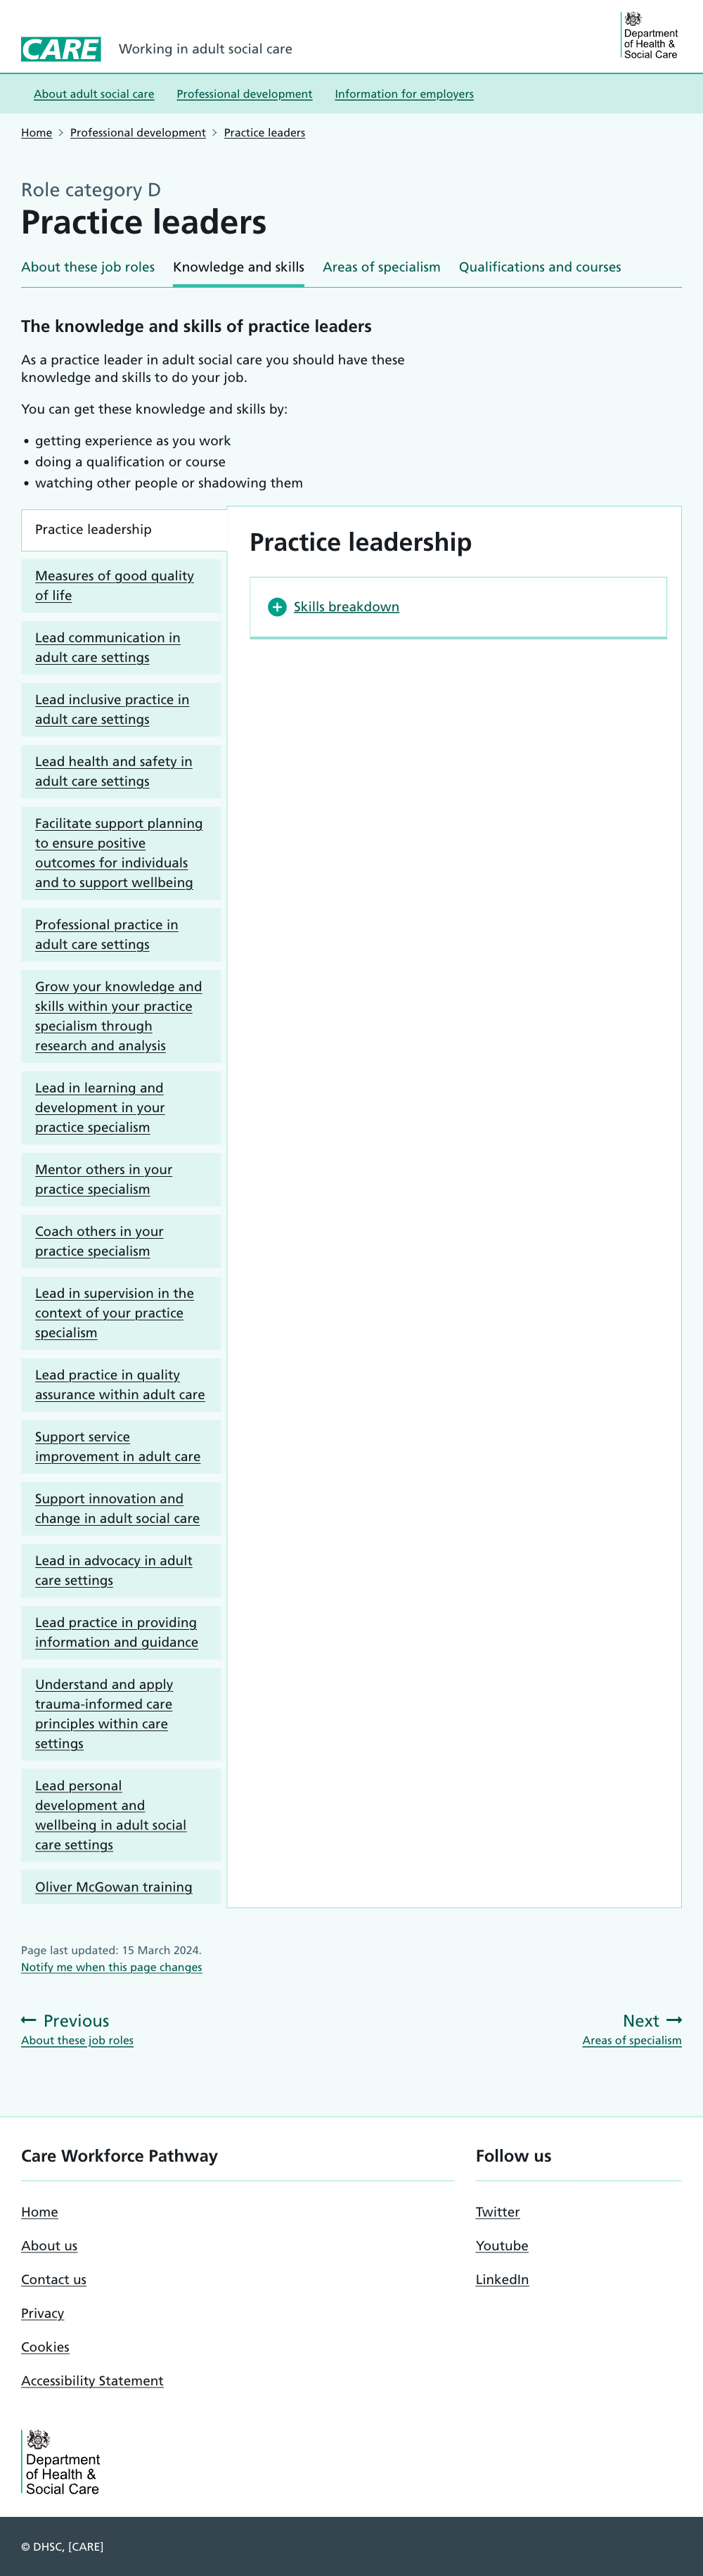 CARE
Working in adult social care
Department
of Health &
Social Care
About adult social care
Professional development
Information for employers
Home
Professional development
Practice leaders
Role category D
Practice leaders
About these job roles
Knowledge and skills
Areas of specialism
Qualifications and courses
The knowledge and skills of practice leaders
As a practice leader in adult social care you should have these
knowledge and skills to do your job.
You can get these knowledge and skills by:
• getting experience as you work
• doing a qualification or course
• watching other people or shadowing them
Practice leadership
Measures of good quality
of life
Lead communication in
adult care settings
Lead inclusive practice in
adult care settings
Lead health and safety in
adult care settings
Facilitate support planning
to ensure positive
outcomes for individuals
and to support wellbeing
Professional practice in
adult care settings
Grow your knowledge and
skills within your practice
specialism through
research and analysis
Lead in learning and
development in your
practice specialism
Mentor others in your
practice specialism
Coach others in your
practice specialism
Lead in supervision in the
context of your practice
specialism
Lead practice in quality
assurance within adult care
Support service
improvement in adult care
Support innovation and
change in adult social care
Lead in advocacy in adult
care settings
Lead practice in providing
information and guidance
Understand and apply
trauma-informed care
principles within care
settings
Lead personal
development and
wellbeing in adult social
care settings
Oliver McGowan training
Practice leadership
Skills breakdown
Page last updated: 15 March 2024.
Notify me when this page changes
Previous
About these job roles
Next
Areas of specialism
Care Workforce Pathway
Home
About us
Contact us
Privacy
Cookies
Accessibility Statement
Follow us
Twitter
Youtube
LinkedIn
Department
of Health &
Social Care
© DHSC, [CARE]